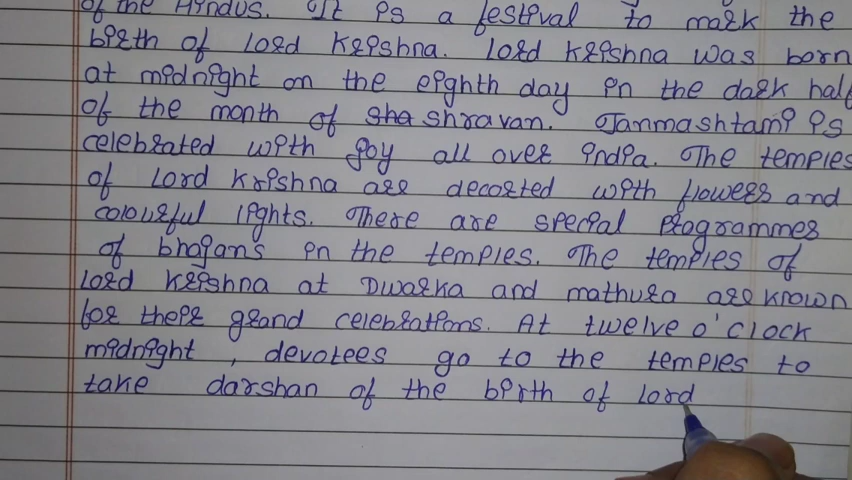 of the Hindus. It is a festival to mark the
birth of Lord Krishna. Lord Krishna was born
at midnight on the eighth day in the dark half
of the month of sha shravan. Janmashtami is
celebrated with joy all over india. The temples
of Lord Krishna are decorted with flowers and
colourful lights. There are special programmes
of bhajans in the temples. The temples of
Lord Krishna at Dwarka and mathura are known
for their grand celebrations. At twelve o'clock
midnight, devotees go to the temples to
take darshan of the birth of Lord